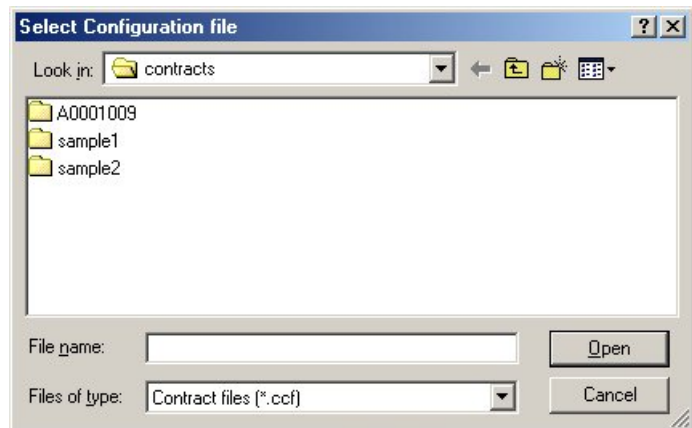 Select Configuration file
Look in: contracts
A0001009
sample1
sample2
File name: Open
Files of type: Contract files (*.ccf) Cancel